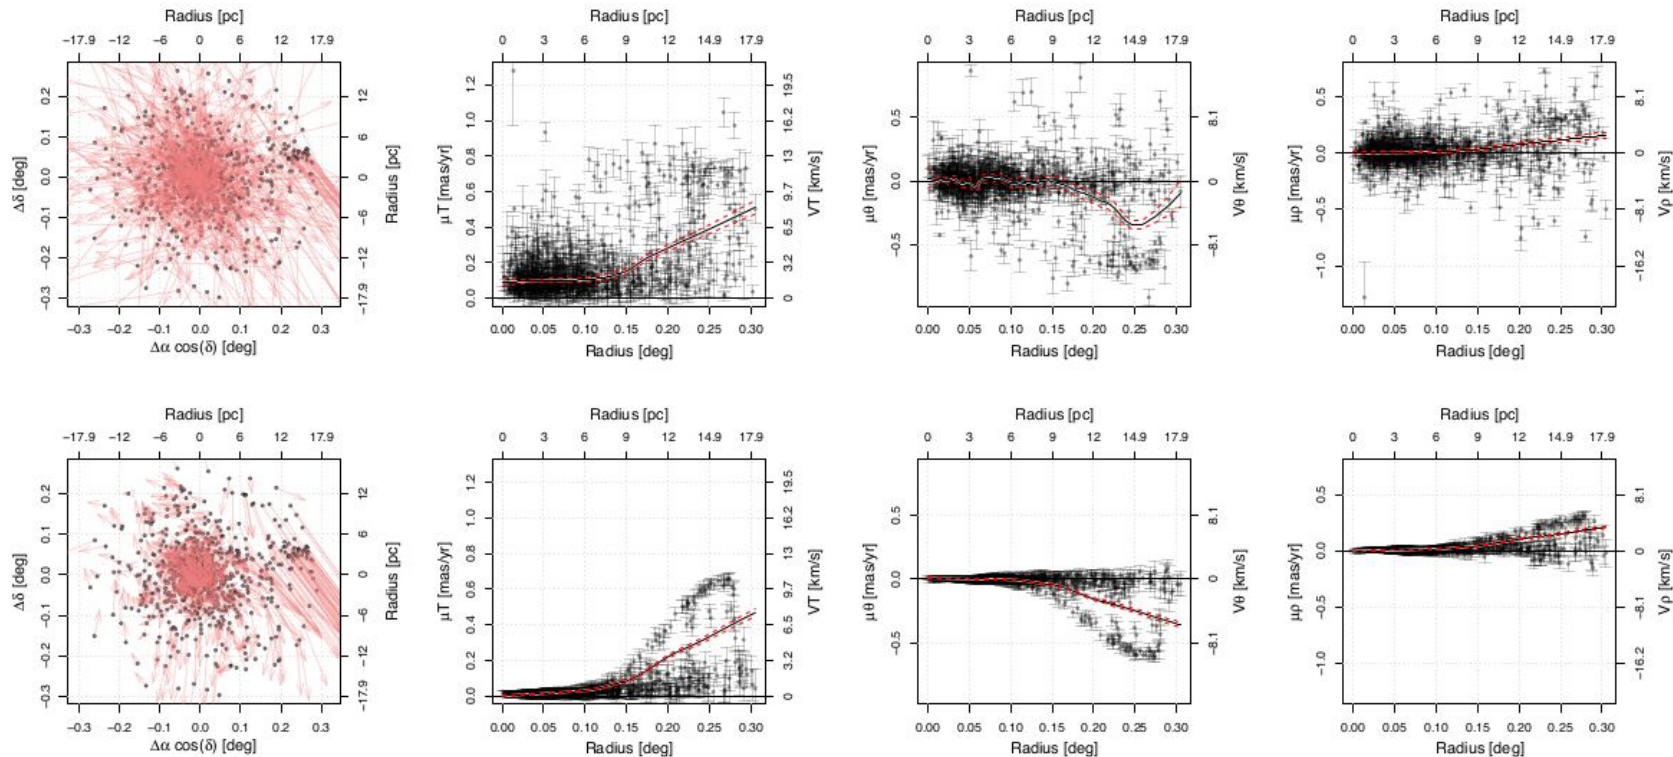 Radius [pc]
−17.9 −12 −6 0 6 12 17.9
Δδ [deg]
0.2 0.1 0.0 −0.1 −0.2 −0.3
12 6 0 −6 −12 −17.9
Radius [pc]
−0.3 −0.2 −0.1 0.0 0.1 0.2 0.3
Δα cos(δ) [deg]
Radius [pc]
0 3 6 9 12 14.9 17.9
μT [mas/yr]
1.2 1.0 0.8 0.6 0.4 0.2 0.0
19.5 16.2 13 9.7 6.5 3.2 0
VT [km/s]
0.00 0.05 0.10 0.15 0.20 0.25 0.30
Radius [deg]
Radius [pc]
0 3 6 9 12 14.9 17.9
μθ [mas/yr]
0.5 0.0 −0.5
8.1 0 −8.1
Vθ [km/s]
0.00 0.05 0.10 0.15 0.20 0.25 0.30
Radius [deg]
Radius [pc]
0 3 6 9 12 14.9 17.9
μρ [mas/yr]
0.5 0.0 −0.5 −1.0
8.1 0 −8.1 −16.2
Vρ [km/s]
0.00 0.05 0.10 0.15 0.20 0.25 0.30
Radius [deg]
Radius [pc]
−17.9 −12 −6 0 6 12 17.9
Δδ [deg]
0.2 0.1 0.0 −0.1 −0.2 −0.3
12 6 0 −6 −12 −17.9
Radius [pc]
−0.3 −0.2 −0.1 0.0 0.1 0.2 0.3
Δα cos(δ) [deg]
Radius [pc]
0 3 6 9 12 14.9 17.9
μT [mas/yr]
1.2 1.0 0.8 0.6 0.4 0.2 0.0
19.5 16.2 13 9.7 6.5 3.2 0
VT [km/s]
0.00 0.05 0.10 0.15 0.20 0.25 0.30
Radius [deg]
Radius [pc]
0 3 6 9 12 14.9 17.9
μθ [mas/yr]
0.5 0.0 −0.5
8.1 0 −8.1
Vθ [km/s]
0.00 0.05 0.10 0.15 0.20 0.25 0.30
Radius [deg]
Radius [pc]
0 3 6 9 12 14.9 17.9
μρ [mas/yr]
0.5 0.0 −0.5 −1.0
8.1 0 −8.1 −16.2
Vρ [km/s]
0.00 0.05 0.10 0.15 0.20 0.25 0.30
Radius [deg]